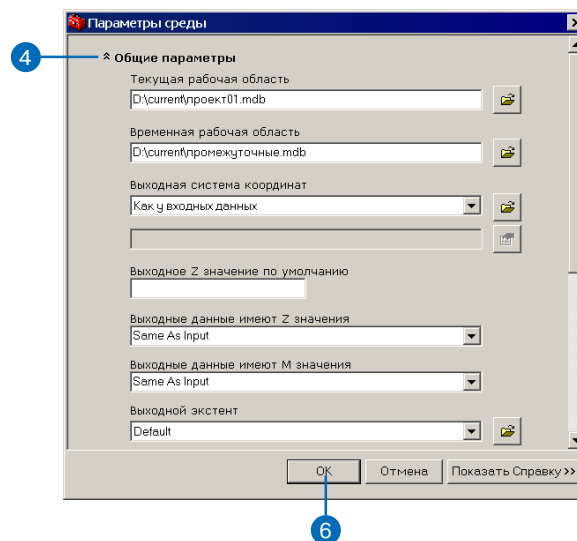 Параметры среды
4
Общие параметры
Текущая рабочая область
D:\current\проект01.mdb
Временная рабочая область
D:\current\промежуточные.mdb
Выходная система координат
Как у входных данных
Выходное Z значение по умолчанию
Выходные данные имеют Z значения
Same As Input
Выходные данные имеют M значения
Same As Input
Выходной экстент
Default
OK Отмена Показать Справку >>
6